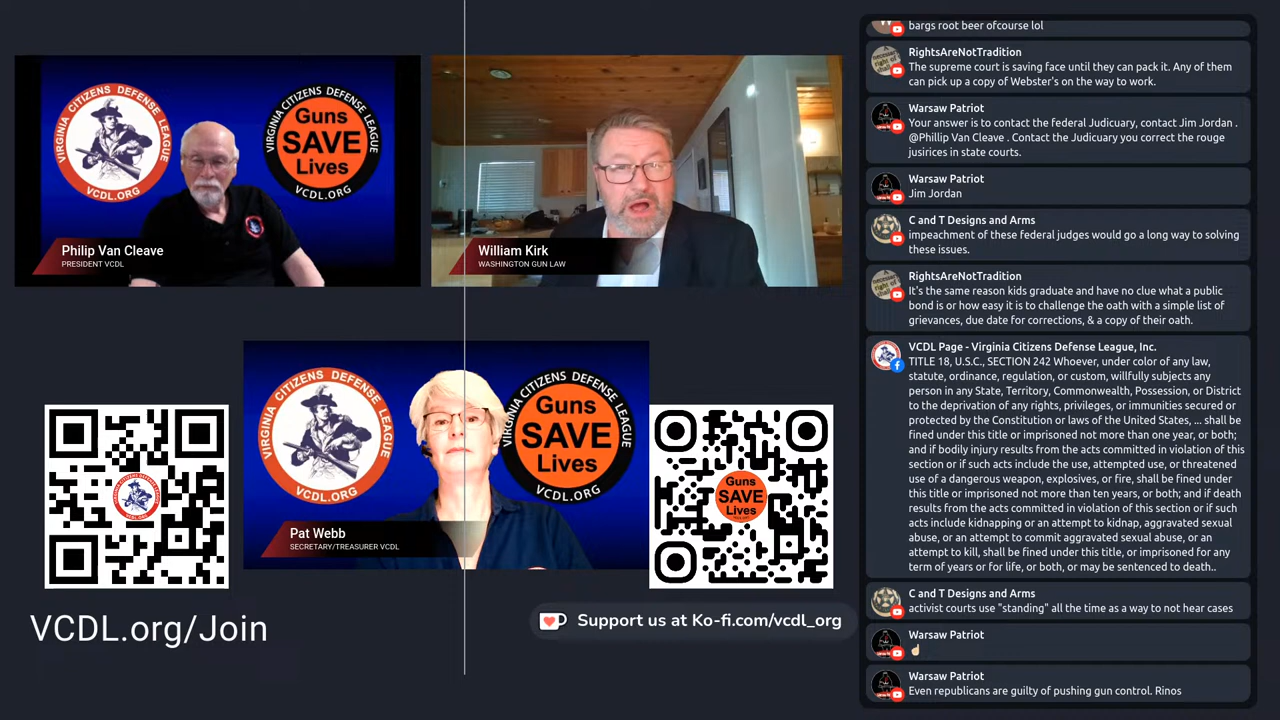 VIRGINIA CITIZENS DEFENSE LEAGUE
VCDL.ORG
VIRGINIA CITIZENS DEFENSE LEAGUE
Guns
SAVE
Lives
VCDL.ORG
Philip Van Cleave
PRESIDENT VCDL
William Kirk
WASHINGTON GUN LAW
VIRGINIA CITIZENS DEFENSE LEAGUE
VCDL.ORG
VIRGINIA CITIZENS DEFENSE LEAGUE
Guns
SAVE
Lives
VCDL.ORG
Pat Webb
SECRETARY/TREASURER VCDL
Guns
SAVE
Lives
VCDL.org/Join
Support us at Ko-fi.com/vcdl_org
bargs root beer ofcourse lol
RightsAreNotTradition
The supreme court is saving face until they can pack it. Any of them
can pick up a copy of Webster's on the way to work.
Warsaw Patriot
Your answer is to contact the federal Judicuary, contact Jim Jordan .
@Phillip Van Cleave . Contact the Judicuary you correct the rouge
jusirices in state courts.
Warsaw Patriot
Jim Jordan
C and T Designs and Arms
impeachment of these federal judges would go a long way to solving
these issues.
RightsAreNotTradition
It's the same reason kids graduate and have no clue what a public
bond is or how easy it is to challenge the oath with a simple list of
grievances, due date for corrections, & a copy of their oath.
VCDL Page - Virginia Citizens Defense League, Inc.
TITLE 18, U.S.C., SECTION 242 Whoever, under color of any law,
statute, ordinance, regulation, or custom, willfully subjects any
person in any State, Territory, Commonwealth, Possession, or District
to the deprivation of any rights, privileges, or immunities secured or
protected by the Constitution or laws of the United States, ... shall be
fined under this title or imprisoned not more than one year, or both;
and if bodily injury results from the acts committed in violation of this
section or if such acts include the use, attempted use, or threatened
use of a dangerous weapon, explosives, or fire, shall be fined under
this title or imprisoned not more than ten years, or both; and if death
results from the acts committed in violation of this section or if such
acts include kidnapping or an attempt to kidnap, aggravated sexual
abuse, or an attempt to commit aggravated sexual abuse, or an
attempt to kill, shall be fined under this title, or imprisoned for any
term of years or for life, or both, or may be sentenced to death..
C and T Designs and Arms
activist courts use "standing" all the time as a way to not hear cases
Warsaw Patriot
☝🏼
Warsaw Patriot
Even republicans are guilty of pushing gun control. Rinos